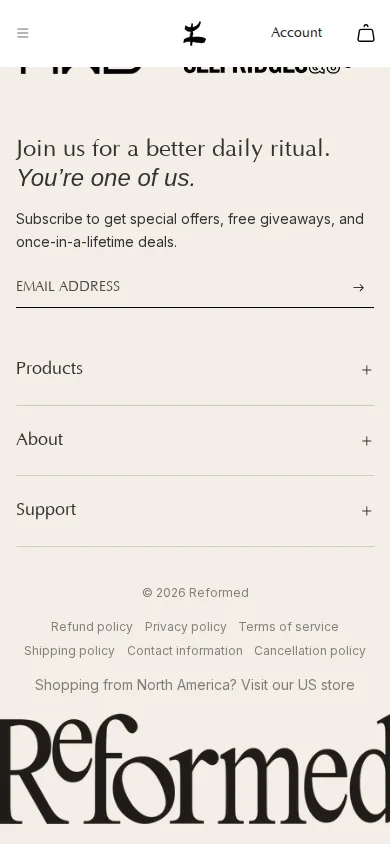 Account
Join us for a better daily ritual.
You're one of us.
Subscribe to get special offers, free giveaways, and
once-in-a-lifetime deals.
EMAIL ADDRESS
Products
About
Support
© 2026 Reformed
Refund policy Privacy policy Terms of service
Shipping policy Contact information Cancellation policy
Shopping from North America? Visit our US store
Reformed